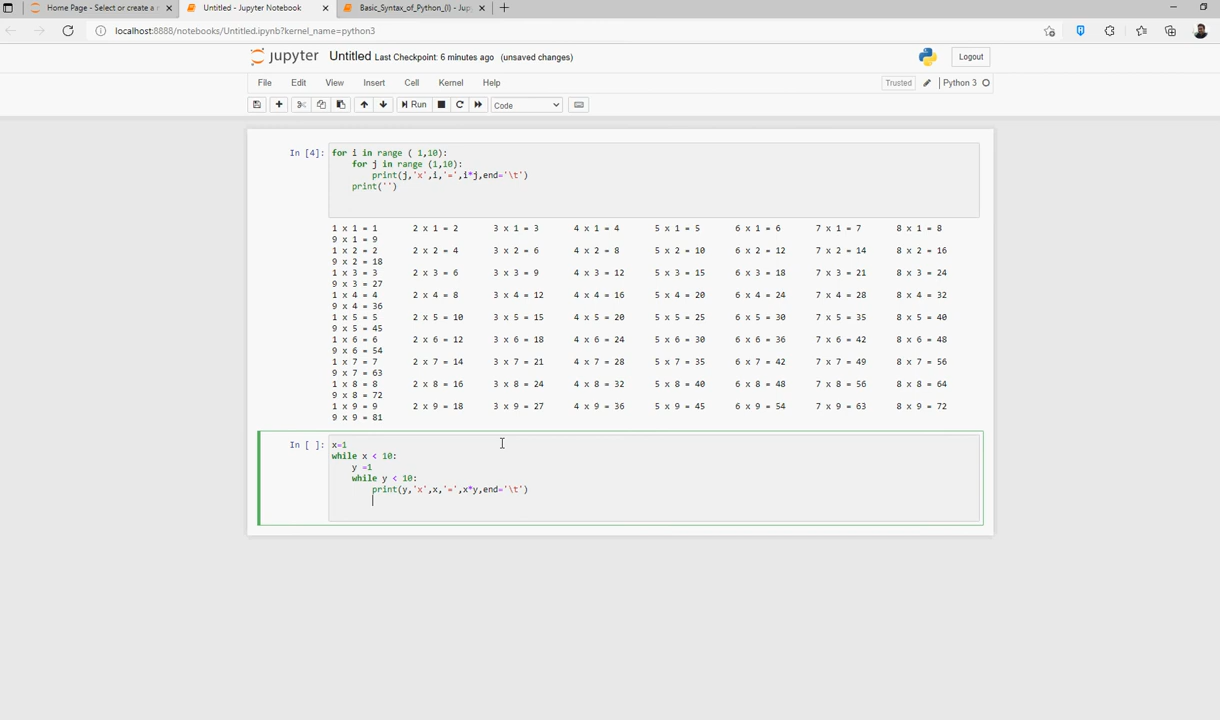 Home Page - Select or create a n
Untitled - Jupyter Notebook
Basic_Syntax_of_Python_(I) - Jup
localhost:8888/notebooks/Untitled.ipynb?kernel_name=python3
jupyter Untitled Last Checkpoint: 6 minutes ago (unsaved changes)
Logout
File Edit View Insert Cell Kernel Help
Trusted Python 3
Run Code
In [4]: for i in range ( 1,10):
for j in range (1,10):
print(j,'x',i,'=',i*j,end='\t')
print('')
1 x 1 = 1 2 x 1 = 2 3 x 1 = 3 4 x 1 = 4 5 x 1 = 5 6 x 1 = 6 7 x 1 = 7 8 x 1 = 8
9 x 1 = 9
1 x 2 = 2 2 x 2 = 4 3 x 2 = 6 4 x 2 = 8 5 x 2 = 10 6 x 2 = 12 7 x 2 = 14 8 x 2 = 16
9 x 2 = 18
1 x 3 = 3 2 x 3 = 6 3 x 3 = 9 4 x 3 = 12 5 x 3 = 15 6 x 3 = 18 7 x 3 = 21 8 x 3 = 24
9 x 3 = 27
1 x 4 = 4 2 x 4 = 8 3 x 4 = 12 4 x 4 = 16 5 x 4 = 20 6 x 4 = 24 7 x 4 = 28 8 x 4 = 32
9 x 4 = 36
1 x 5 = 5 2 x 5 = 10 3 x 5 = 15 4 x 5 = 20 5 x 5 = 25 6 x 5 = 30 7 x 5 = 35 8 x 5 = 40
9 x 5 = 45
1 x 6 = 6 2 x 6 = 12 3 x 6 = 18 4 x 6 = 24 5 x 6 = 30 6 x 6 = 36 7 x 6 = 42 8 x 6 = 48
9 x 6 = 54
1 x 7 = 7 2 x 7 = 14 3 x 7 = 21 4 x 7 = 28 5 x 7 = 35 6 x 7 = 42 7 x 7 = 49 8 x 7 = 56
9 x 7 = 63
1 x 8 = 8 2 x 8 = 16 3 x 8 = 24 4 x 8 = 32 5 x 8 = 40 6 x 8 = 48 7 x 8 = 56 8 x 8 = 64
9 x 8 = 72
1 x 9 = 9 2 x 9 = 18 3 x 9 = 27 4 x 9 = 36 5 x 9 = 45 6 x 9 = 54 7 x 9 = 63 8 x 9 = 72
9 x 9 = 81
In [ ]: x=1
while x < 10:
y =1
while y < 10:
print(y,'x',x,'=',x*y,end='\t')